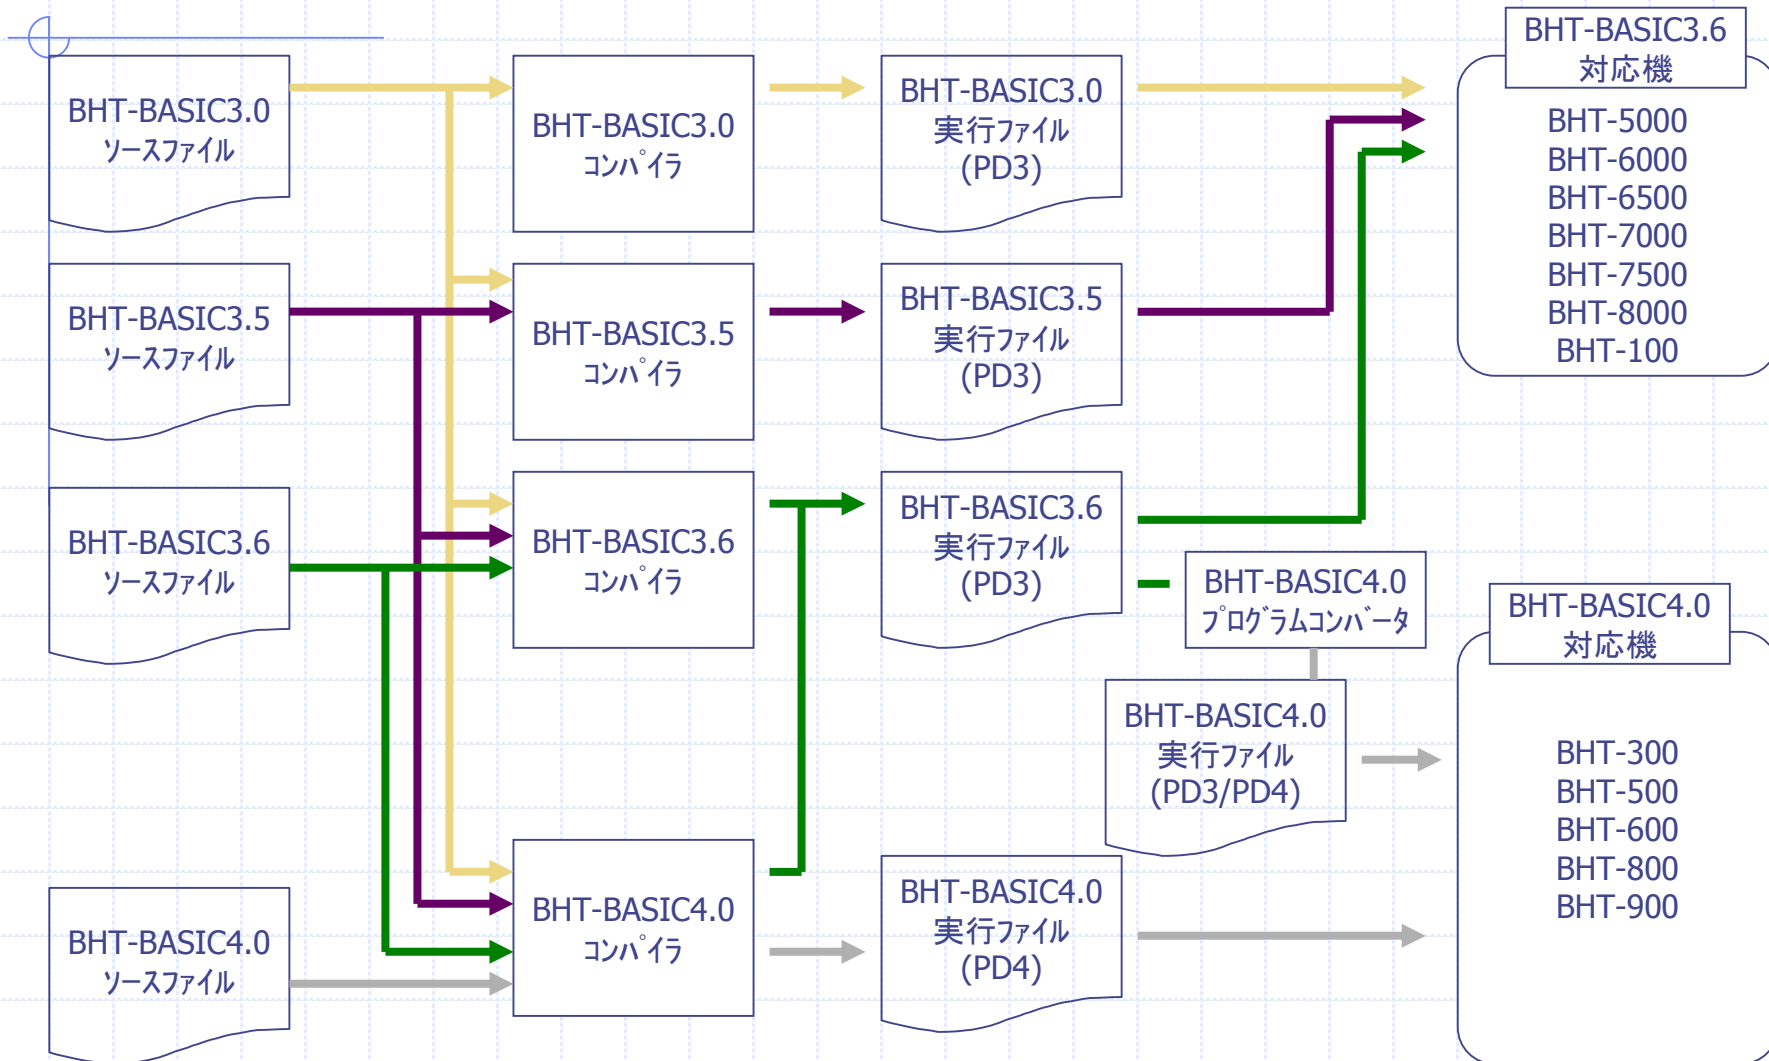 BHT-BASIC3.0
ソースファイル
BHT-BASIC3.0
コンパイラ
BHT-BASIC3.0
実行ファイル
(PD3)
BHT-BASIC3.6
対応機
BHT-5000
BHT-6000
BHT-6500
BHT-7000
BHT-7500
BHT-8000
BHT-100
BHT-BASIC3.5
ソースファイル
BHT-BASIC3.5
コンパイラ
BHT-BASIC3.5
実行ファイル
(PD3)
BHT-BASIC3.6
ソースファイル
BHT-BASIC3.6
コンパイラ
BHT-BASIC3.6
実行ファイル
(PD3)
BHT-BASIC4.0
プログラムコンバータ
BHT-BASIC4.0
実行ファイル
(PD3/PD4)
BHT-BASIC4.0
対応機
BHT-300
BHT-500
BHT-600
BHT-800
BHT-900
BHT-BASIC4.0
ソースファイル
BHT-BASIC4.0
コンパイラ
BHT-BASIC4.0
実行ファイル
(PD4)